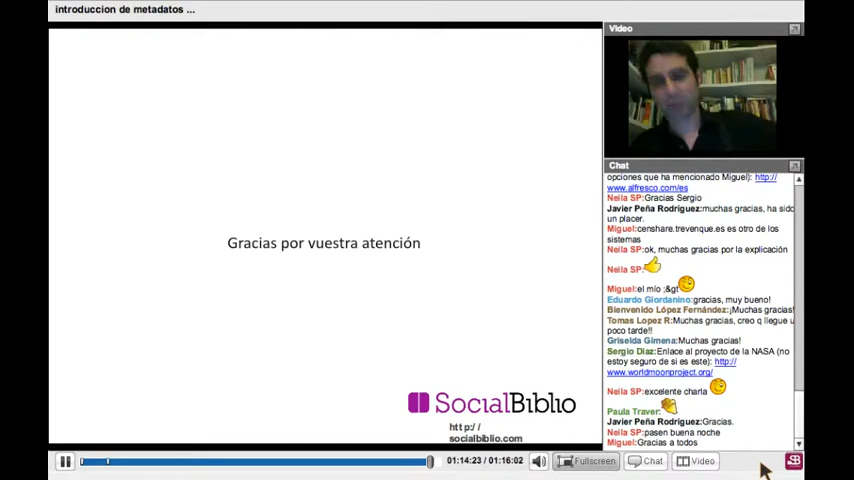 introduccion de metadatos ...
Video
Gracias por vuestra atención
SocialBiblio
http://
socialbiblio.com
Chat
opciones que ha mencionado Miguel): http://
www.alfresco.com/es
Neila SP:Gracias Sergio
Javier Peña Rodríguez:muchas gracias, ha sido
un placer.
Miguel:censhare.trevenque.es es otro de los
sistemas
Neila SP:ok, muchas gracias por la explicación
Neila SP:
Miguel:el mío ;&gt
Eduardo Giordanino:gracias, muy bueno!
Bienvenido López Fernández:¡Muchas gracias!
Tomas Lopez R:Muchas gracias, creo q llegue u
poco tarde!!
Griselda Gimena:Muchas gracias!
Sergio Diaz:Enlace al proyecto de la NASA (no
estoy seguro de si es este): http://
www.worldmoonproject.org/
Neila SP:excelente charla
Paula Traver:
Javier Peña Rodríguez:Gracias.
Neila SP:pasen buena noche
Miguel:Gracias a todos
01:14:23 / 01:16:02
Fullscreen
Chat
Video
SB